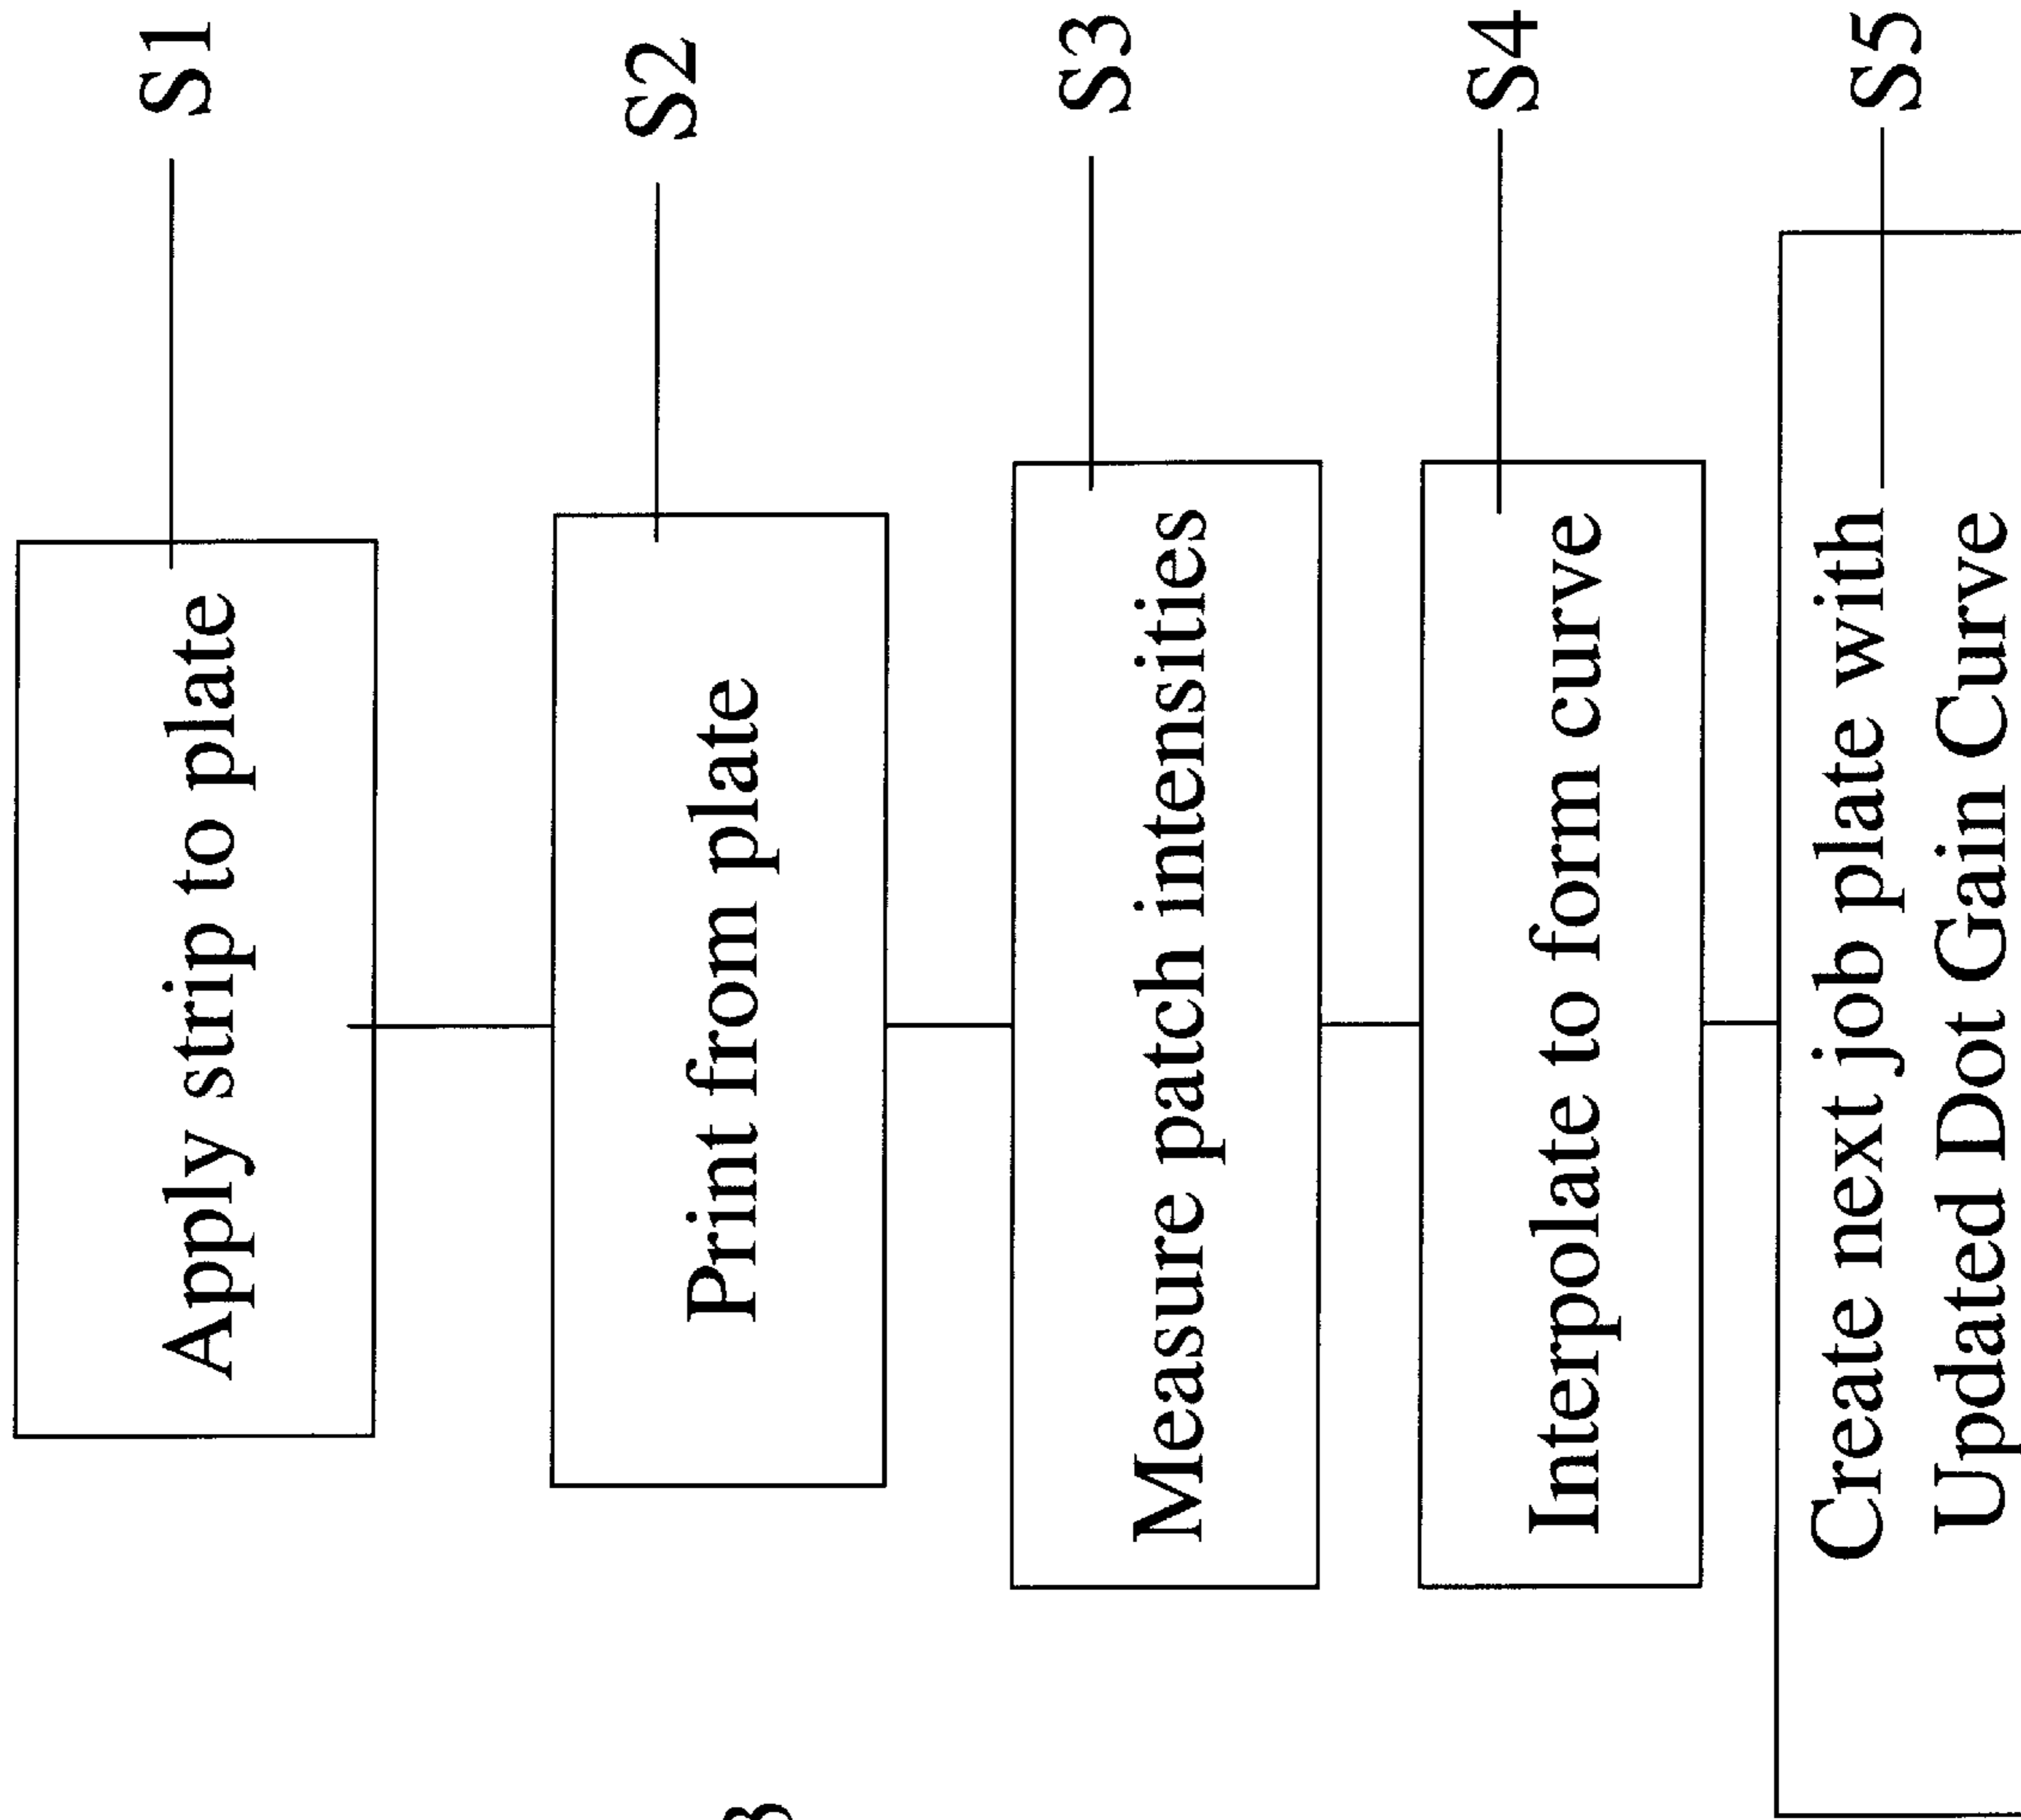 Apply strip to plate
S1
Print from plate
S2
Measure patch intensities
S3
Interpolate to form curve
S4
Create next job plate with
Updated Dot Gain Curve
S5